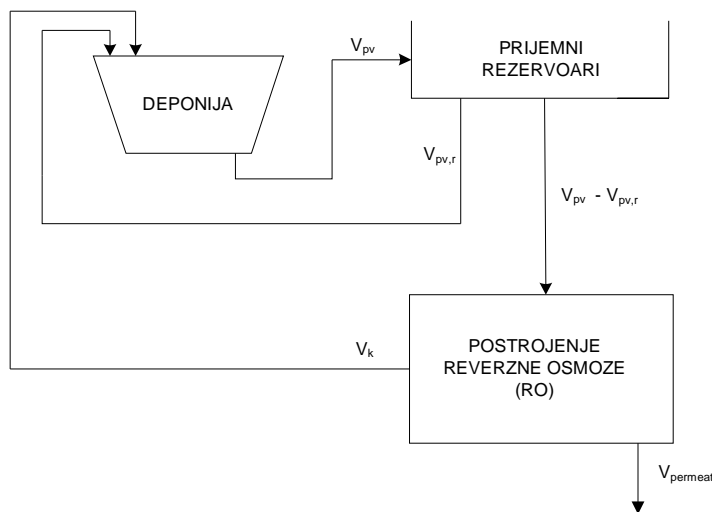 V_pv
PRIJEMNI
REZERVOARI
DEPONIJA
V_pv,r
V_pv - V_pv,r
V_k
POSTROJENJE
REVERZNE OSMOZE
(RO)
V_permeat